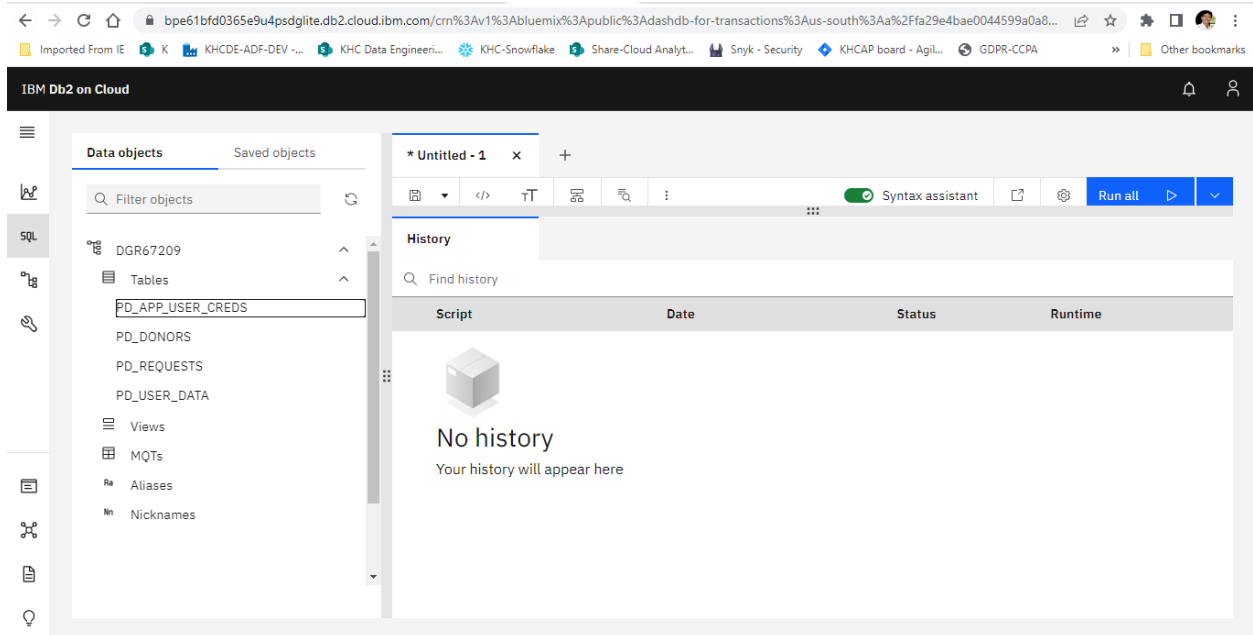 bpe61bfd0365e9u4psdglite.db2.cloud.ibm.com/crn%3Av1%3Abluemix%3Apublic%3Adashdb-for-transactions%3Aus-south%3Aa%2Ffa29e4bae0044599a0a8...
Imported From IE K KHCDE-ADF-DEV -... KHC Data Engineeri... KHC-Snowflake Share-Cloud Analyt... Snyk - Security KHCAP board - Agil... GDPR-CCPA » Other bookmarks
IBM Db2 on Cloud
Data objects Saved objects
* Untitled - 1 × +
Filter objects
</> TT Syntax assistant Run all
SQL
DGR67209
Tables
PD_APP_USER_CREDS
PD_DONORS
PD_REQUESTS
PD_USER_DATA
Views
MQTs
Ra Aliases
Nn Nicknames
History
Find history
Script Date Status Runtime
No history
Your history will appear here